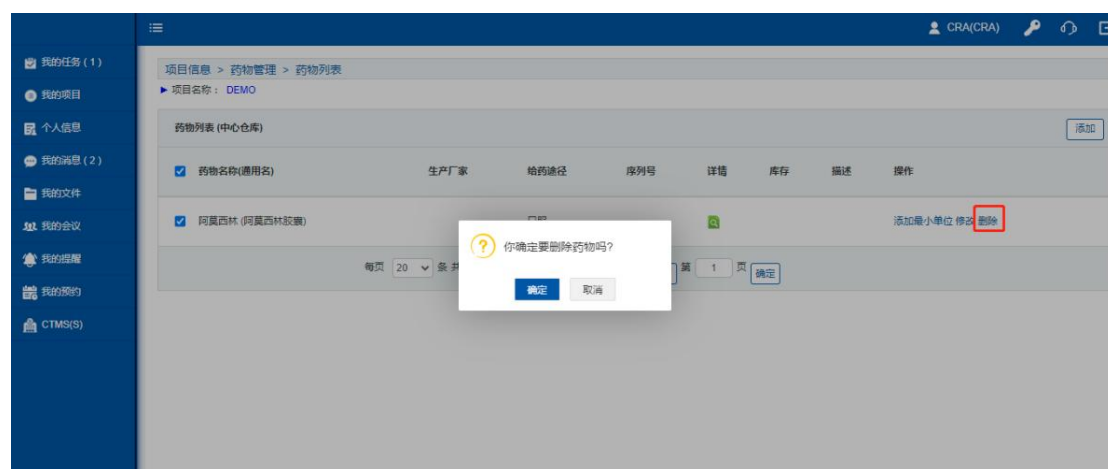 CRA(CRA)
我的任务 ( 1 )
我的项目
个人信息
我的消息 ( 2 )
我的文件
我的会议
我的提醒
我的预约
CTMS(S)
项目信息 > 药物管理 > 药物列表
项目名称： DEMO
药物列表 (中心仓库) 添加
药物名称(通用名) 生产厂家 给药途径 序列号 详情 库存 描述 操作
阿莫西林 (阿莫西林胶囊) 添加最小单位 修改 删除
每页 20 条 共 第 1 页 确定
你确定要删除药物吗?
确定 取消